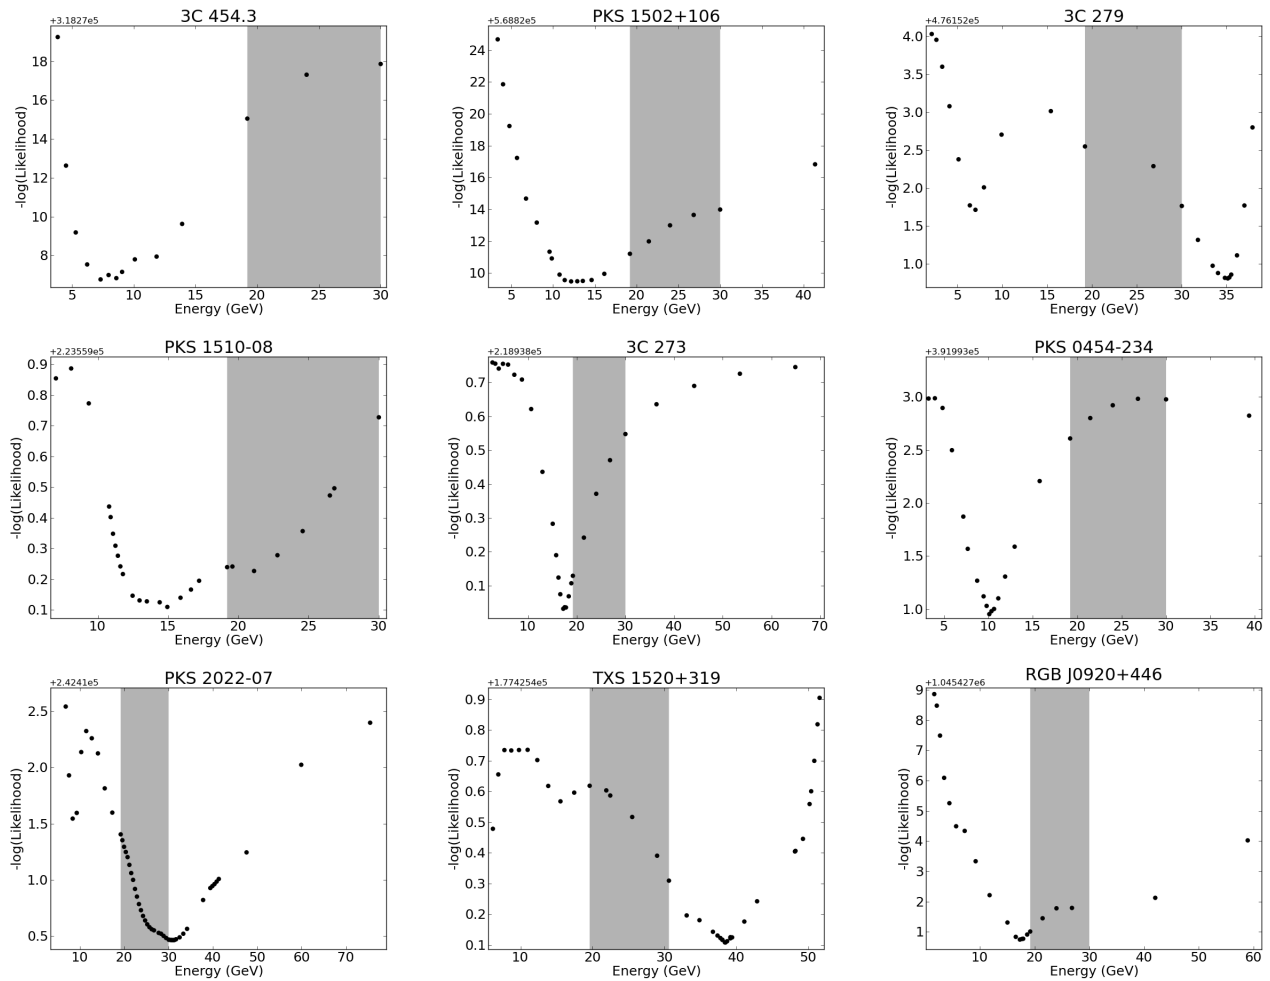 3C 454.3
+3.1827e5
18
16
14
12
10
8
-log(Likelihood)
5 10 15 20 25 30
Energy (GeV)
PKS 1502+106
+5.6882e5
24
22
20
18
16
14
12
10
-log(Likelihood)
5 10 15 20 25 30 35 40
Energy (GeV)
3C 279
+4.76152e5
4.0
3.5
3.0
2.5
2.0
1.5
1.0
-log(Likelihood)
5 10 15 20 25 30 35
Energy (GeV)
PKS 1510-08
+2.23559e5
0.9
0.8
0.7
0.6
0.5
0.4
0.3
0.2
0.1
-log(Likelihood)
10 15 20 25 30
Energy (GeV)
3C 273
+2.18938e5
0.7
0.6
0.5
0.4
0.3
0.2
0.1
-log(Likelihood)
10 20 30 40 50 60 70
Energy (GeV)
PKS 0454-234
+3.91993e5
3.0
2.5
2.0
1.5
1.0
-log(Likelihood)
5 10 15 20 25 30 35 40
Energy (GeV)
PKS 2022-07
+2.4241e5
2.5
2.0
1.5
1.0
0.5
-log(Likelihood)
10 20 30 40 50 60 70
Energy (GeV)
TXS 1520+319
+1.774254e5
0.9
0.8
0.7
0.6
0.5
0.4
0.3
0.2
0.1
-log(Likelihood)
10 20 30 40 50
Energy (GeV)
RGB J0920+446
+1.045427e6
9
8
7
6
5
4
3
2
1
-log(Likelihood)
10 20 30 40 50 60
Energy (GeV)